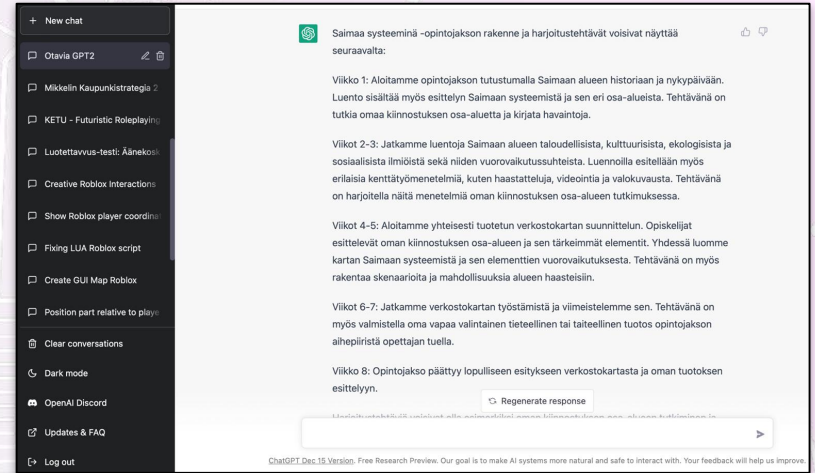 + New chat
Otavia GPT2
Mikkelin Kaupunkistrategia 2
KETU - Futuristic Roleplaying
Luotettavvus-testi: Äänekosk
Creative Roblox Interactions
Show Roblox player coordinat
Fixing LUA Roblox script
Create GUI Map Roblox
Position part relative to playe
Clear conversations
Dark mode
OpenAI Discord
Updates & FAQ
Log out
Saimaa systeeminä -opintojakson rakenne ja harjoitustehtävät voisivat näyttää
seuraavalta:
Viikko 1: Aloitamme opintojakson tutustumalla Saimaan alueen historiaan ja nykypäivään.
Luento sisältää myös esittelyn Saimaan systeemistä ja sen eri osa-alueista. Tehtävänä on
tutkia omaa kiinnostuksen osa-aluetta ja kirjata havaintoja.
Viikot 2-3: Jatkamme luentoja Saimaan alueen taloudellisista, kulttuurisista, ekologisista ja
sosiaalisista ilmiöistä sekä niiden vuorovaikutussuhteista. Luennoilla esitellään myös
erilaisia kenttätyömenetelmiä, kuten haastatteluja, videointia ja valokuvausta. Tehtävänä
on harjoitella näitä menetelmiä oman kiinnostuksen osa-alueen tutkimuksessa.
Viikot 4-5: Aloitamme yhteisesti tuotetun verkostokartan suunnittelun. Opiskelijat
esittelevät oman kiinnostuksen osa-alueen ja sen tärkeimmät elementit. Yhdessä luomme
kartan Saimaan systeemistä ja sen elementtien vuorovaikutuksesta. Tehtävänä on myös
rakentaa skenaarioita ja mahdollisuuksia alueen haasteisiin.
Viikot 6-7: Jatkamme verkostokartan työstämistä ja viimeistelemme sen. Tehtävänä on
myös valmistella oma vapaa valintainen tieteellinen tai taiteellinen tuotos opintojakson
aihepiiristä opettajan tuella.
Viikko 8: Opintojakso päättyy lopulliseen esitykseen verkostokartasta ja oman tuotoksen
esittelyyn.
Regenerate response
ChatGPT Dec 15 Version. Free Research Preview. Our goal is to make AI systems more natural and safe to interact with. Your feedback will help us improve.